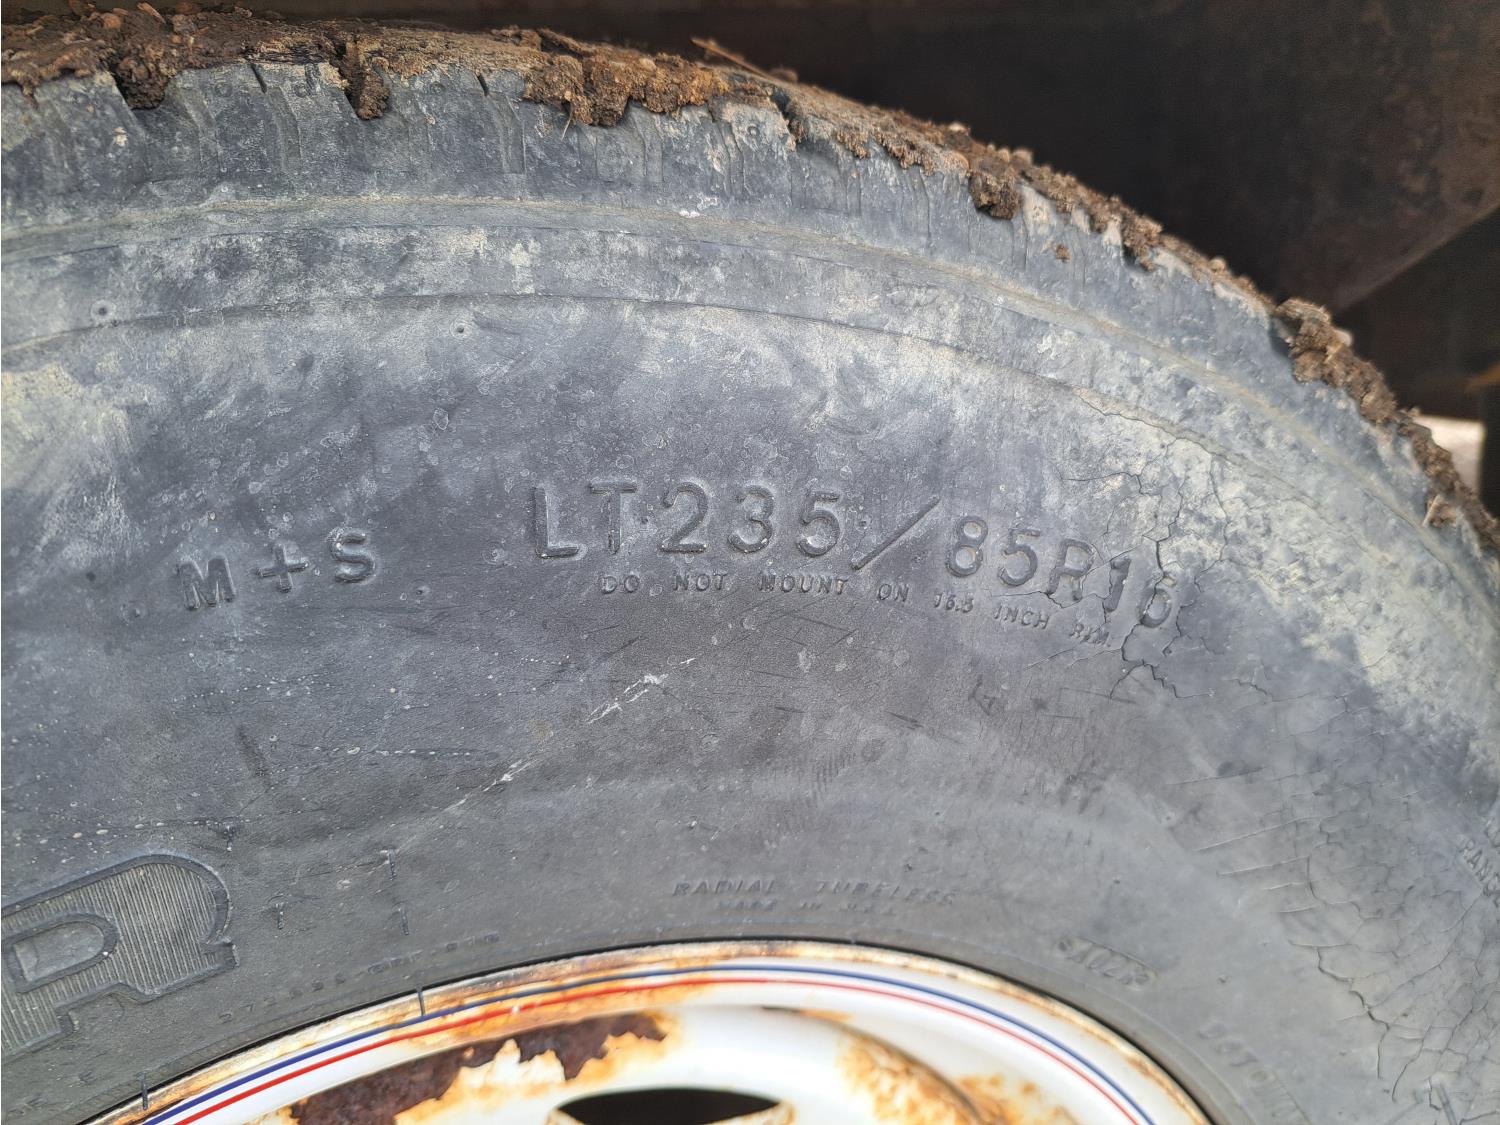 M+S
LT235/85R16
DO NOT MOUNT ON 16.5 INCH RIM.
RADIAL TUBELESS
MADE IN U.S.A.
R